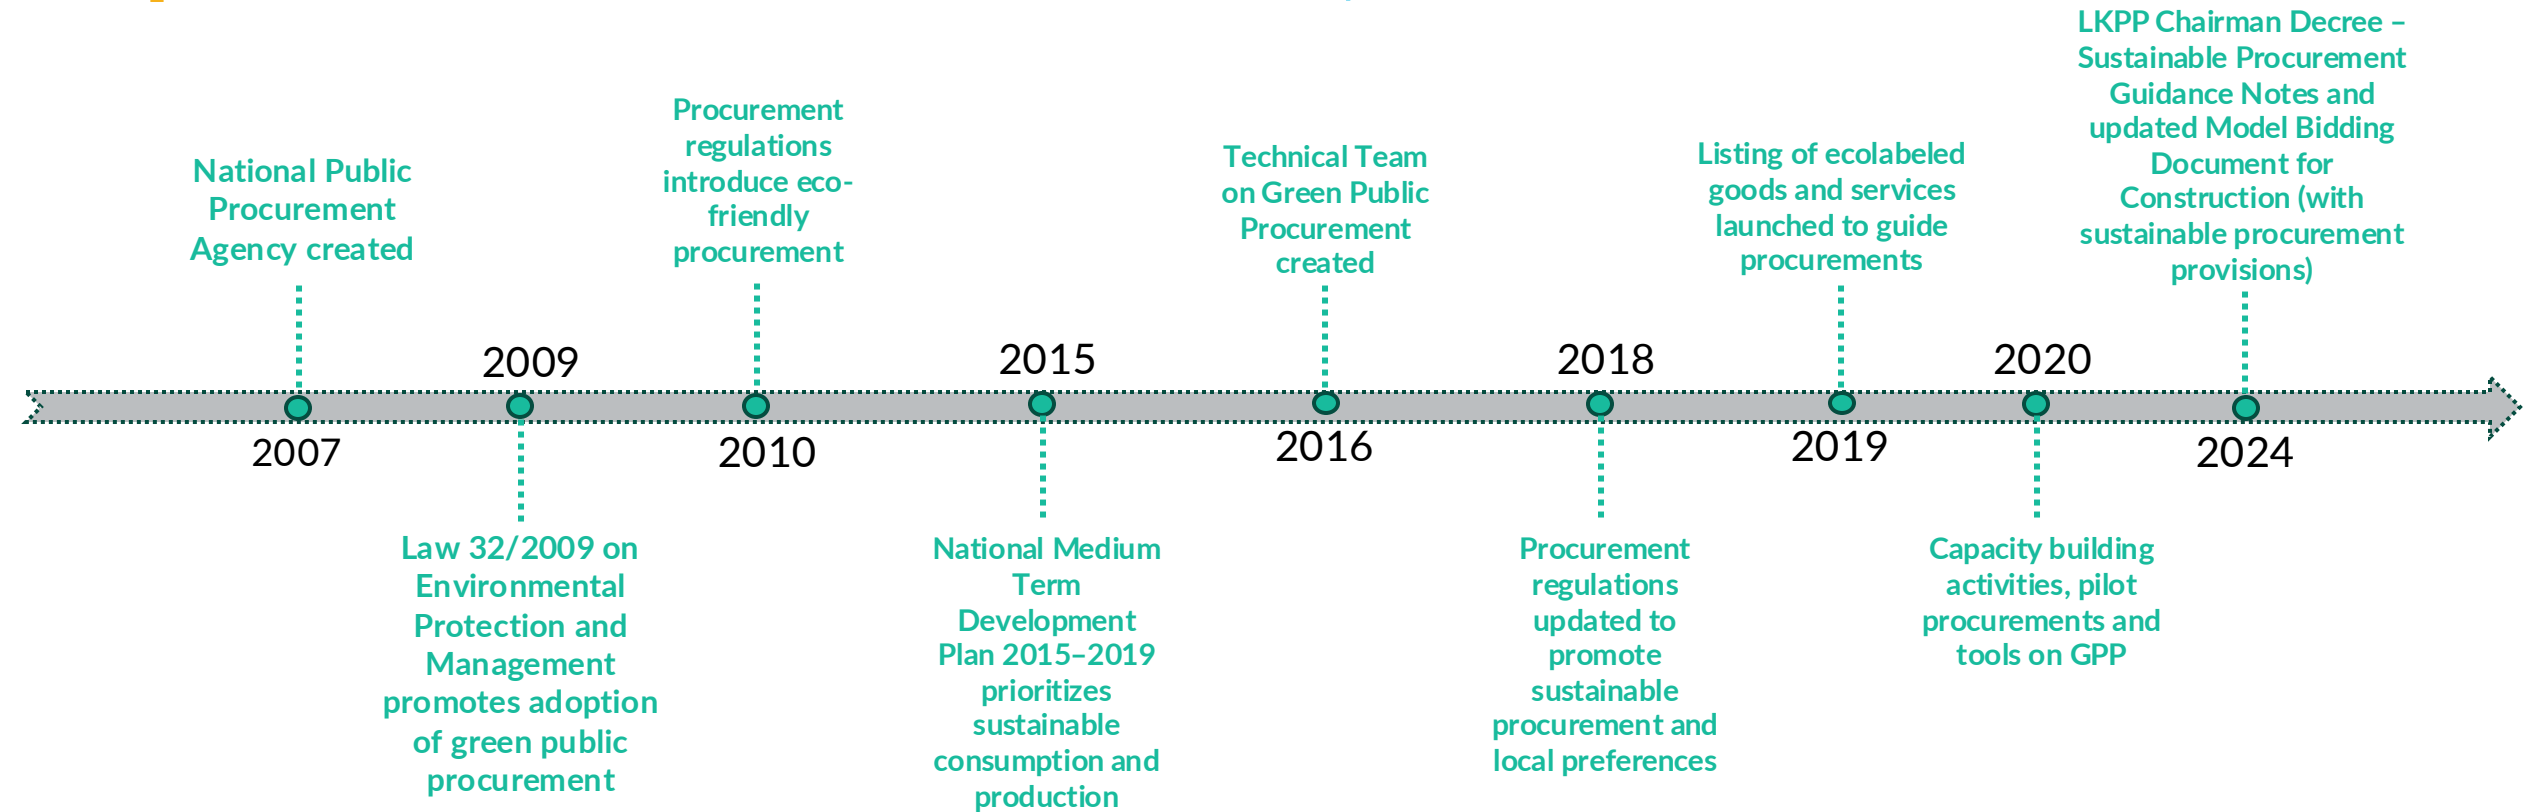 National Public
Procurement
Agency created
2007
2009
Law 32/2009 on
Environmental
Protection and
Management
promotes adoption
of green public
procurement
Procurement
regulations
introduce eco-
friendly
procurement
2010
2015
National Medium
Term
Development
Plan 2015–2019
prioritizes
sustainable
consumption and
production
Technical Team
on Green Public
Procurement
created
2016
2018
Procurement
regulations
updated to
promote
sustainable
procurement and
local preferences
Listing of ecolabeled
goods and services
launched to guide
procurements
2019
2020
Capacity building
activities, pilot
procurements and
tools on GPP
LKPP Chairman Decree –
Sustainable Procurement
Guidance Notes and
updated Model Bidding
Document for
Construction (with
sustainable procurement
provisions)
2024